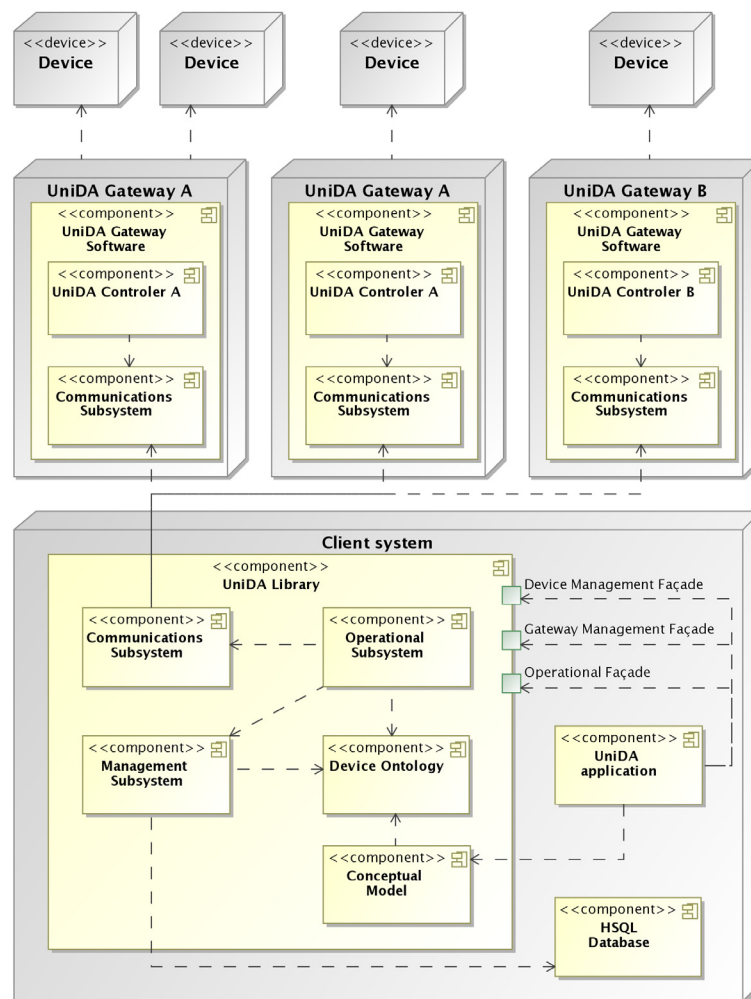 <<device>>
Device
<<device>>
Device
<<device>>
Device
<<device>>
Device
UniDA Gateway A
<<component>>
UniDA Gateway
Software
<<component>>
UniDA Controler A
<<component>>
Communications
Subsystem
UniDA Gateway A
<<component>>
UniDA Gateway
Software
<<component>>
UniDA Controler A
<<component>>
Communications
Subsystem
UniDA Gateway B
<<component>>
UniDA Gateway
Software
<<component>>
UniDA Controler B
<<component>>
Communications
Subsystem
Client system
<<component>>
UniDA Library
Device Management Façade
Gateway Management Façade
Operational Façade
<<component>>
Communications
Subsystem
<<component>>
Operational
Subsystem
<<component>>
Management
Subsystem
<<component>>
Device Ontology
<<component>>
UniDA
application
<<component>>
Conceptual
Model
<<component>>
HSQL
Database